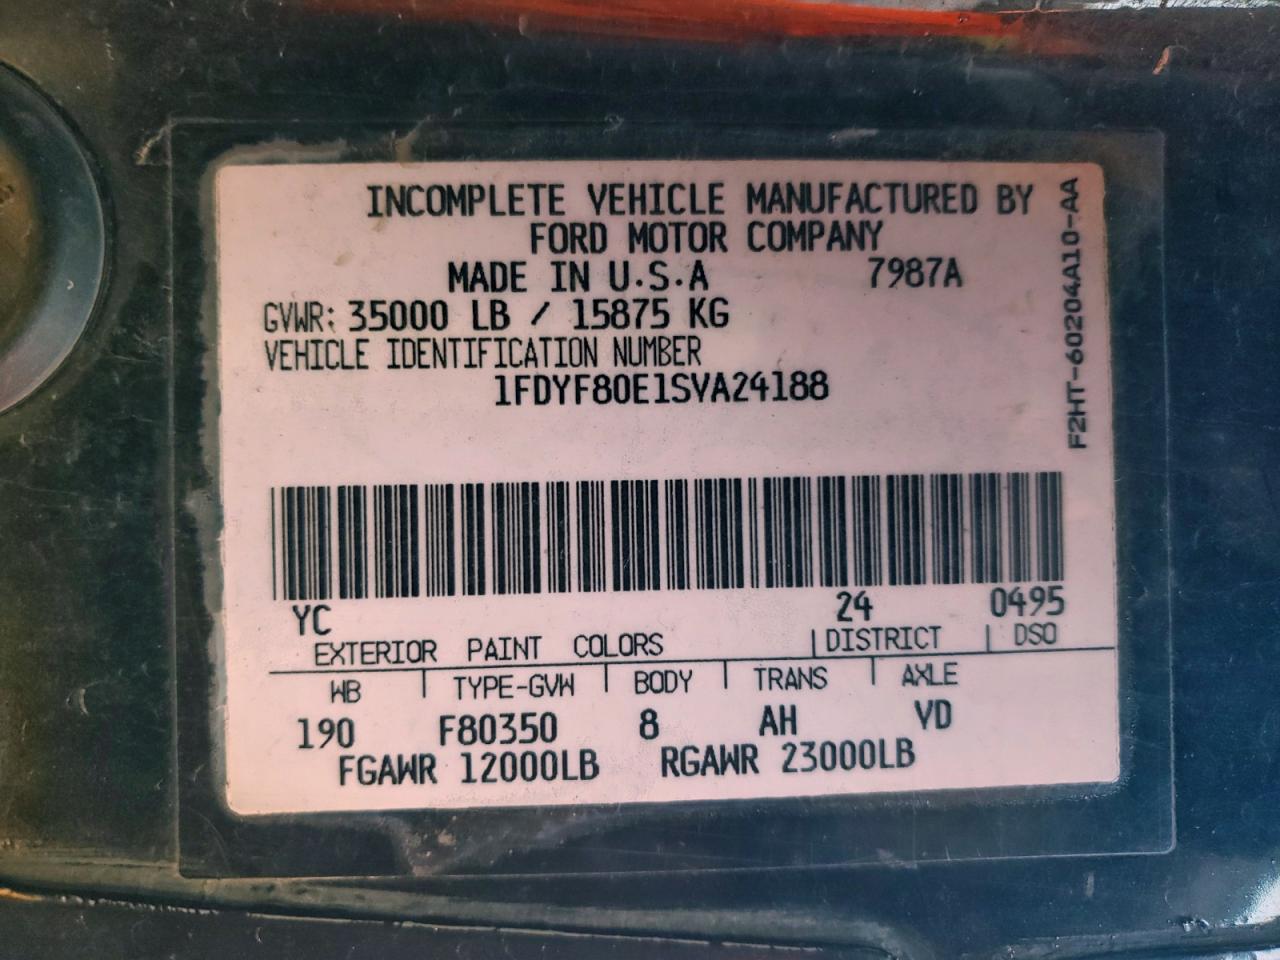 INCOMPLETE VEHICLE MANUFACTURED BY
FORD MOTOR COMPANY
MADE IN U.S.A 7987A
GVWR: 35000 LB / 15875 KG
VEHICLE IDENTIFICATION NUMBER
1FDYF80E1SVA24188
F2HT-60204A10-AA
YC 24 0495
EXTERIOR PAINT COLORS DISTRICT DSO
WB TYPE-GVW BODY TRANS AXLE
190 F80350 8 AH VD
FGAWR 12000LB RGAWR 23000LB